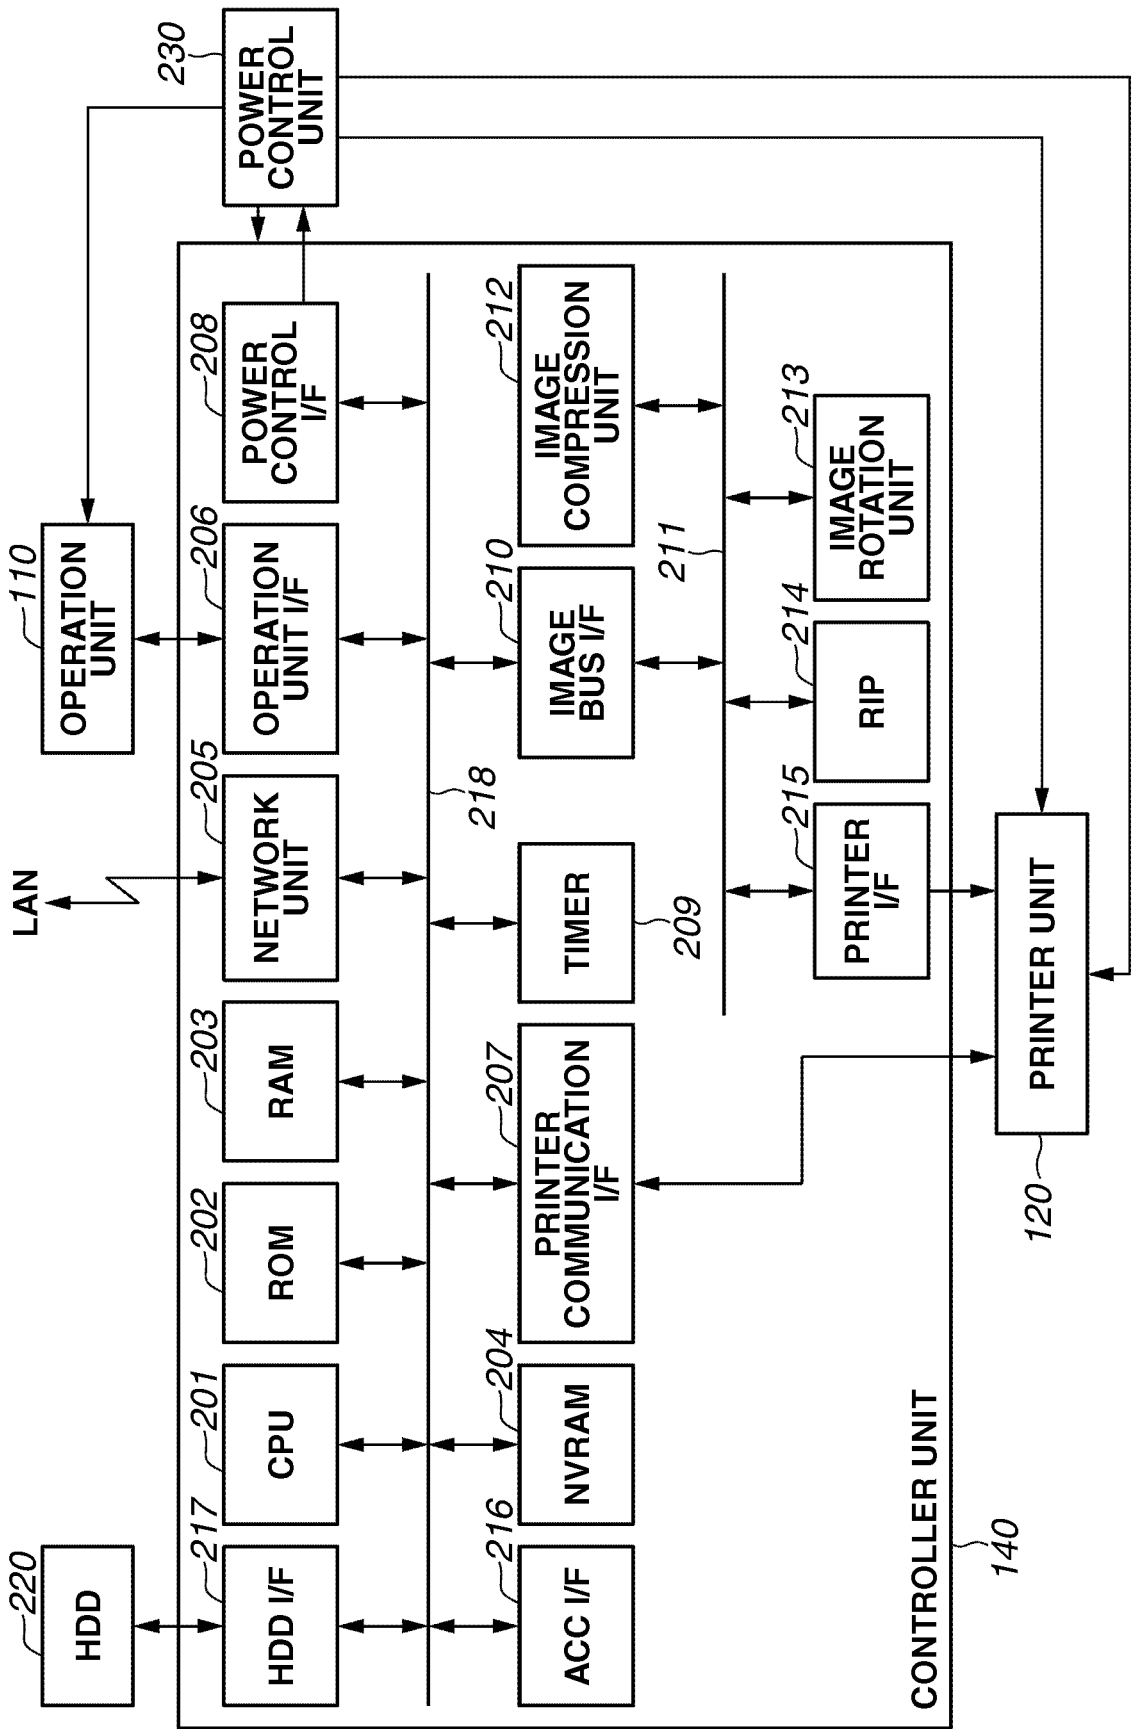 220
HDD
LAN
110
OPERATION
UNIT
230
POWER
CONTROL
UNIT
217
HDD I/F
201
CPU
202
ROM
203
RAM
205
NETWORK
UNIT
206
OPERATION
UNIT I/F
208
POWER
CONTROL
I/F
218
216
ACC I/F
204
NVRAM
207
PRINTER
COMMUNICATION
I/F
TIMER
209
210
IMAGE
BUS I/F
212
IMAGE
COMPRESSION
UNIT
211
215
PRINTER
I/F
214
RIP
213
IMAGE
ROTATION
UNIT
CONTROLLER UNIT
140
120
PRINTER UNIT